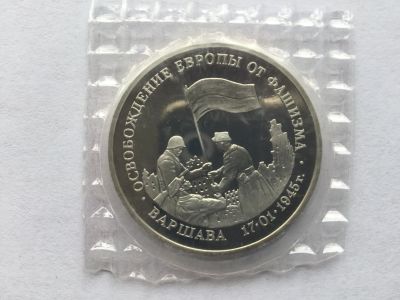 · ОСВОБОЖДЕНИЕ ЕВРОПЫ ОТ ФАШИЗМА ·
ВАРШАВА 17·01·1945г.